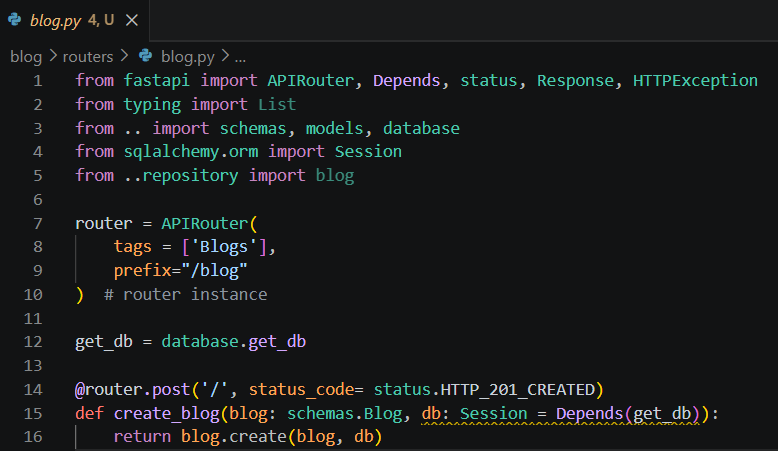 blog.py 4, U
blog > routers > blog.py > ...
1 from fastapi import APIRouter, Depends, status, Response, HTTPException
2 from typing import List
3 from .. import schemas, models, database
4 from sqlalchemy.orm import Session
5 from ..repository import blog
6
7 router = APIRouter(
8     tags = ['Blogs'],
9     prefix="/blog"
10 )  # router instance
11
12 get_db = database.get_db
13
14 @router.post('/', status_code= status.HTTP_201_CREATED)
15 def create_blog(blog: schemas.Blog, db: Session = Depends(get_db)):
16     return blog.create(blog, db)